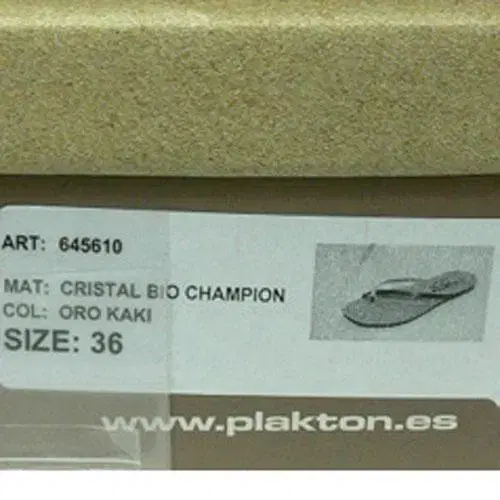 ART: 645610
MAT: CRISTAL BIO CHAMPION
COL: ORO KAKI
SIZE: 36
www.plakton.es